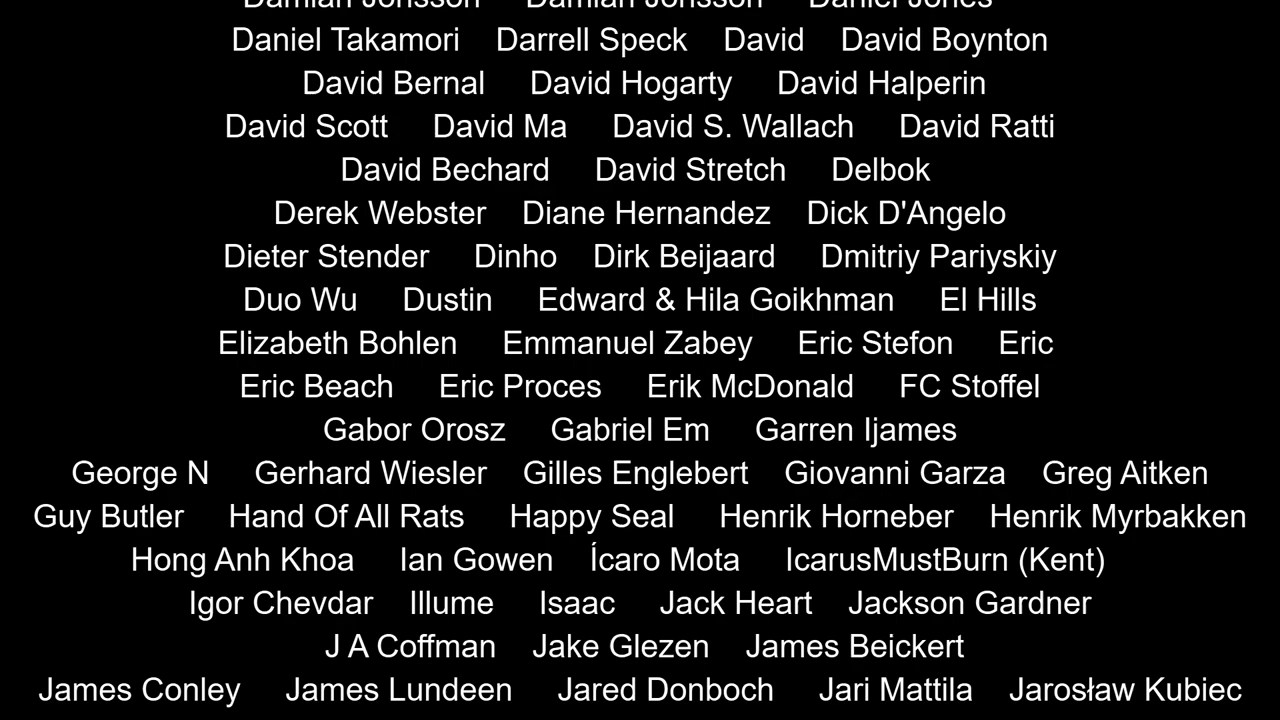 Damian Jonsson Damian Jonsson Daniel Jones
Daniel Takamori Darrell Speck David David Boynton
David Bernal David Hogarty David Halperin
David Scott David Ma David S. Wallach David Ratti
David Bechard David Stretch Delbok
Derek Webster Diane Hernandez Dick D'Angelo
Dieter Stender Dinho Dirk Beijaard Dmitriy Pariyskiy
Duo Wu Dustin Edward & Hila Goikhman El Hills
Elizabeth Bohlen Emmanuel Zabey Eric Stefon Eric
Eric Beach Eric Proces Erik McDonald FC Stoffel
Gabor Orosz Gabriel Em Garren Ijames
George N Gerhard Wiesler Gilles Englebert Giovanni Garza Greg Aitken
Guy Butler Hand Of All Rats Happy Seal Henrik Horneber Henrik Myrbakken
Hong Anh Khoa Ian Gowen Ícaro Mota IcarusMustBurn (Kent)
Igor Chevdar Illume Isaac Jack Heart Jackson Gardner
J A Coffman Jake Glezen James Beickert
James Conley James Lundeen Jared Donboch Jari Mattila Jarosław Kubiec